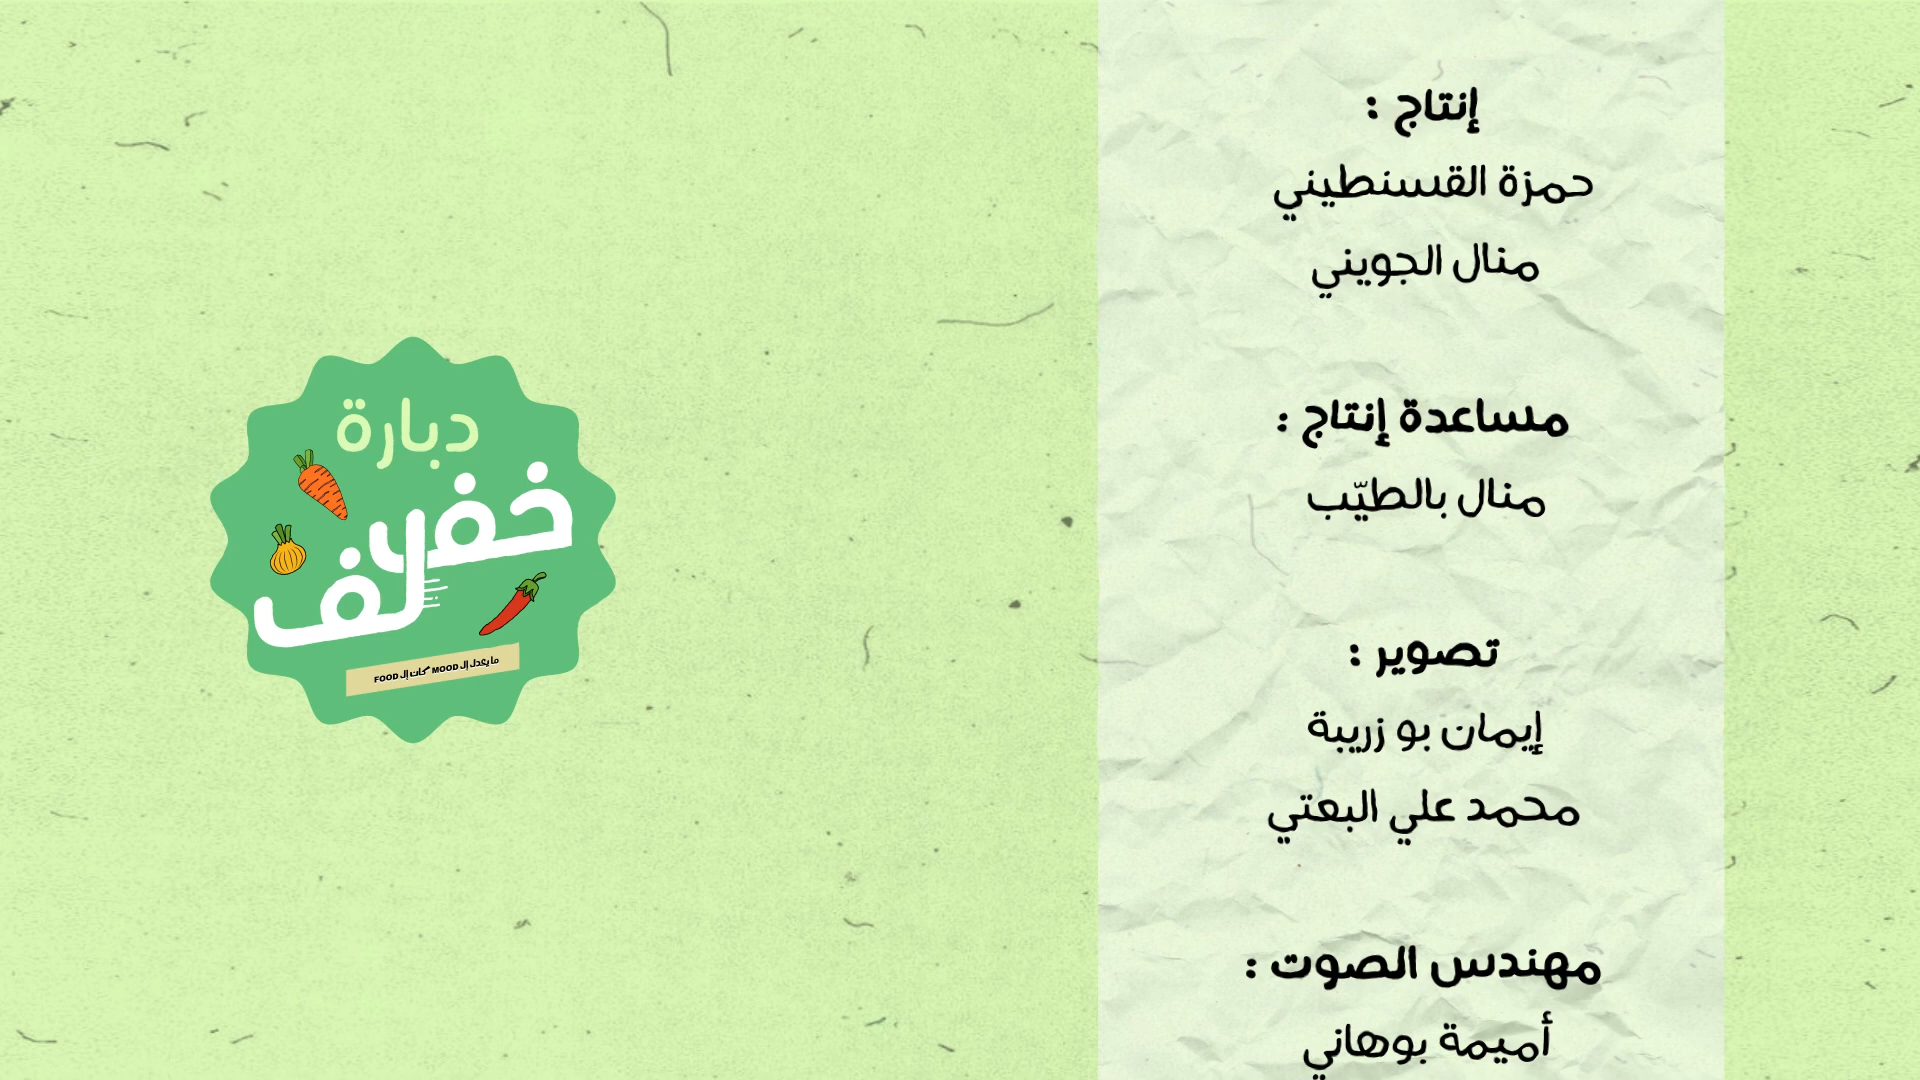 دبارة
خفي لف
ما يعدل إل MOOD كان إل FOOD
إنتاج :
حمزة القسنطيني
منال الجويني
مساعدة إنتاج :
منال بالطيّب
تصوير :
إيمان بو زريبة
محمد علي البعتي
مهندس الصوت :
أميمة بوهاني